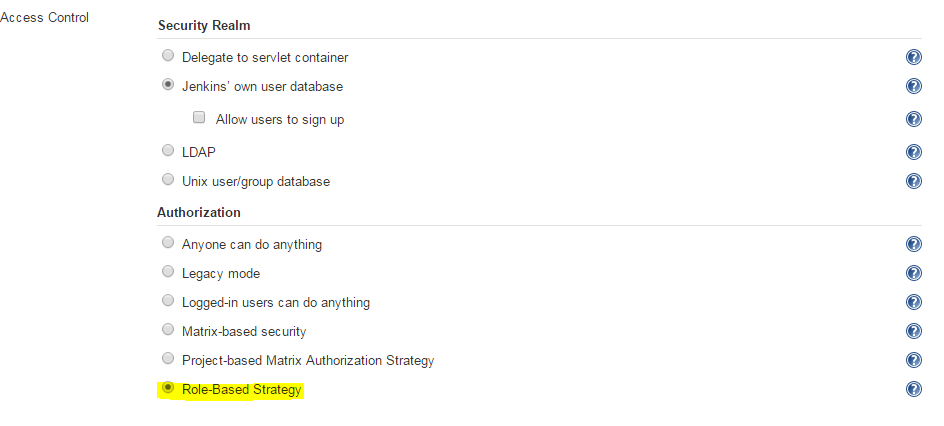 Access Control
Security Realm
Delegate to servlet container
Jenkins' own user database
Allow users to sign up
LDAP
Unix user/group database
Authorization
Anyone can do anything
Legacy mode
Logged-in users can do anything
Matrix-based security
Project-based Matrix Authorization Strategy
Role-Based Strategy